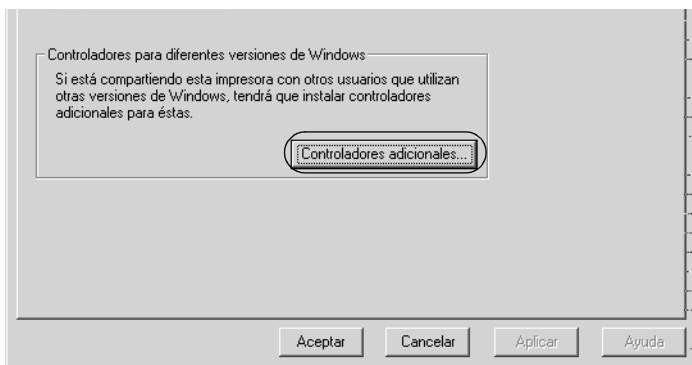 Controladores para diferentes versiones de Windows
Si está compartiendo esta impresora con otros usuarios que utilizan
otras versiones de Windows, tendrá que instalar controladores
adicionales para éstas.
Controladores adicionales...
Aceptar
Cancelar
Aplicar
Ayuda